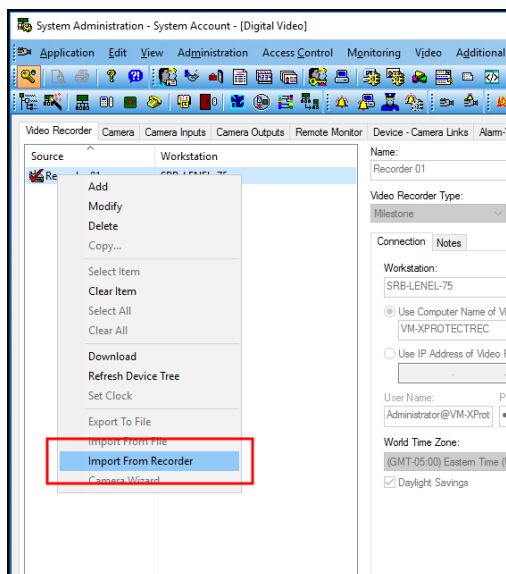 System Administration - System Account - [Digital Video]
Application Edit View Administration Access Control Monitoring Video Additional
Video Recorder Camera Camera Inputs Camera Outputs Remote Monitor Device - Camera Links Alarm-
Source Workstation
Name:
Recorder 01
Add
Modify
Delete
Copy...
Select Item
Clear Item
Select All
Clear All
Download
Refresh Device Tree
Set Clock
Export To File
Import From File
Import From Recorder
Camera Wizard
Video Recorder Type:
Milestone
Connection Notes
Workstation:
SRB-LENEL-75
Use Computer Name of Vi
VM-XPROTECTREC
Use IP Address of Video
User Name: P
Administrator@VM-XProt
World Time Zone:
(GMT-05:00) Eastern Time (
Daylight Savings